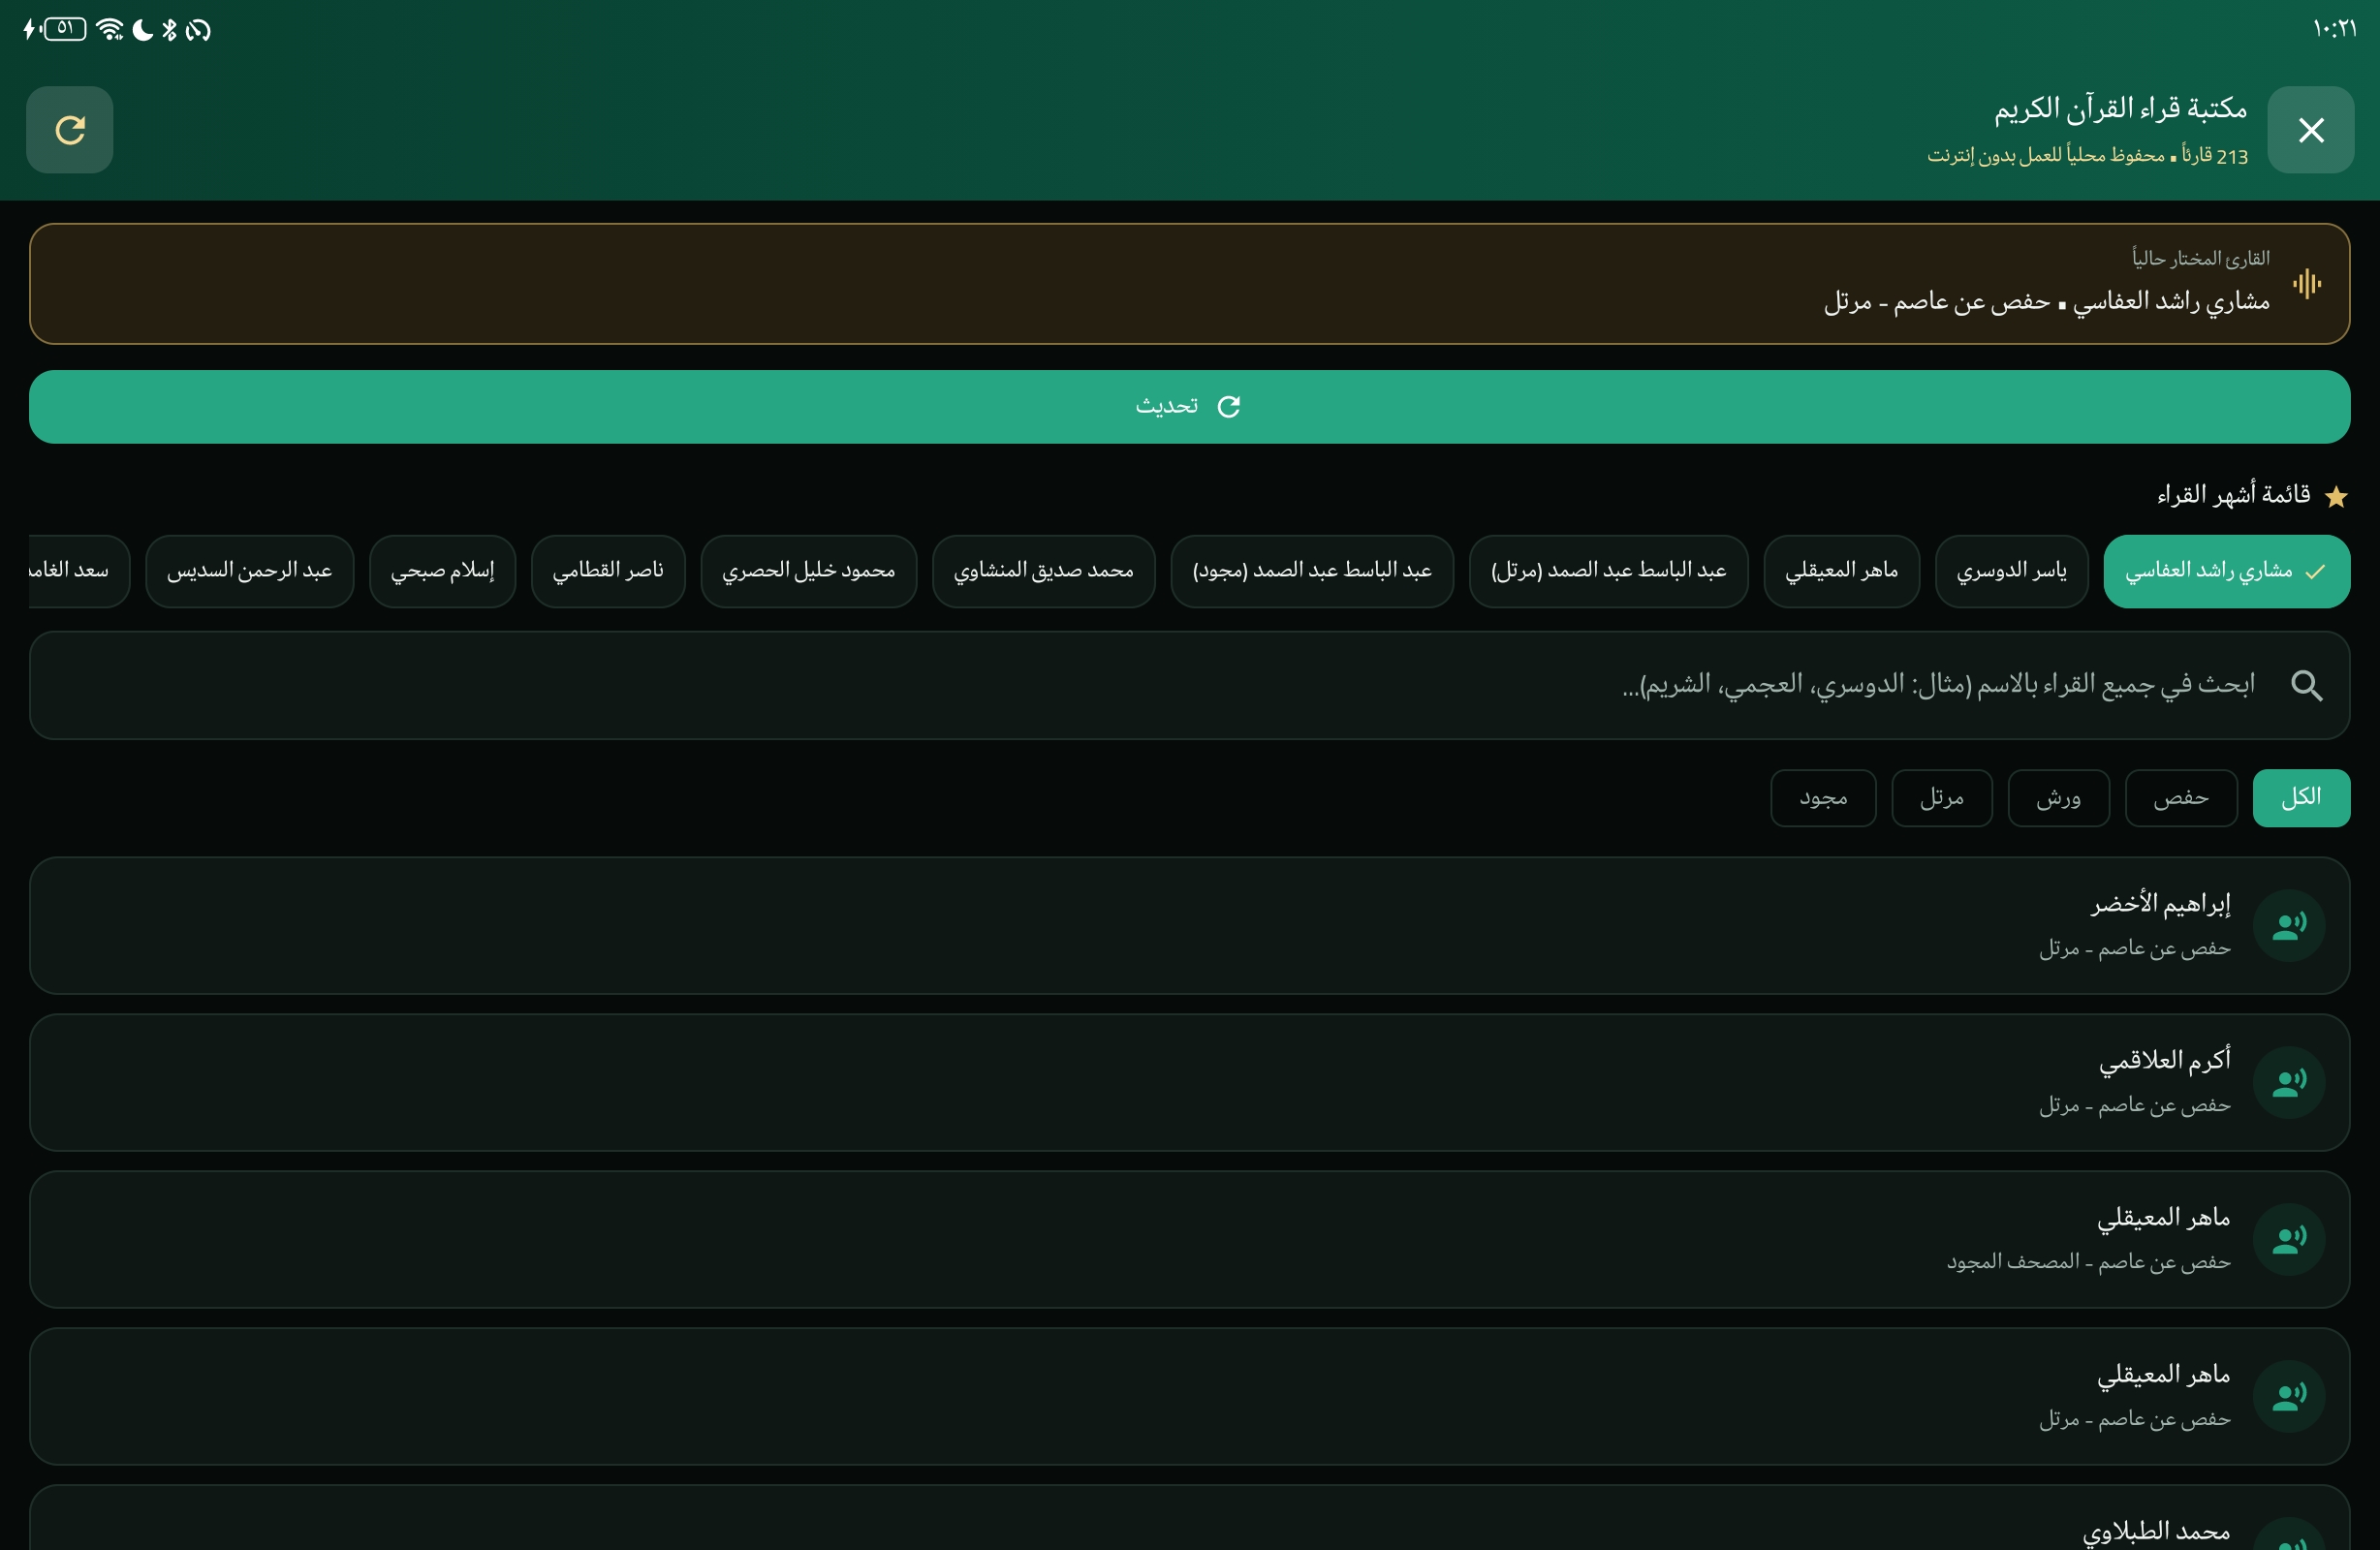 ١٠:٢١
٥١
مكتبة قراء القرآن الكريم
213 قارئاً ▪ محفوظ محلياً للعمل بدون إنترنت
القارئ المختار حالياً
مشاري راشد العفاسي ▪ حفص عن عاصم - مرتل
تحديث
قائمة أشهر القراء
مشاري راشد العفاسي
ياسر الدوسري
ماهر المعيقلي
عبد الباسط عبد الصمد (مرتل)
عبد الباسط عبد الصمد (مجود)
محمد صديق المنشاوي
محمود خليل الحصري
ناصر القطامي
إسلام صبحي
عبد الرحمن السديس
سعد الغامد
ابحث في جميع القراء بالاسم (مثال: الدوسري، العجمي، الشريم)...
الكل
حفص
ورش
مرتل
مجود
إبراهيم الأخضر
حفص عن عاصم - مرتل
أكرم العلاقمي
حفص عن عاصم - مرتل
ماهر المعيقلي
حفص عن عاصم - المصحف المجود
ماهر المعيقلي
حفص عن عاصم - مرتل
محمد الطبلاوي